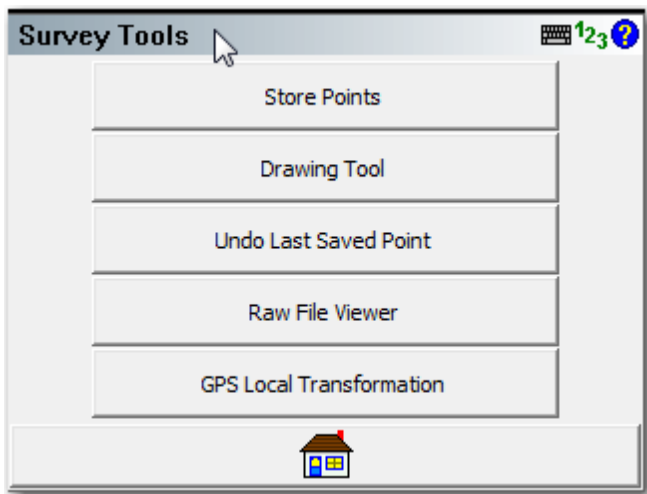 Survey Tools
123?
Store Points
Drawing Tool
Undo Last Saved Point
Raw File Viewer
GPS Local Transformation